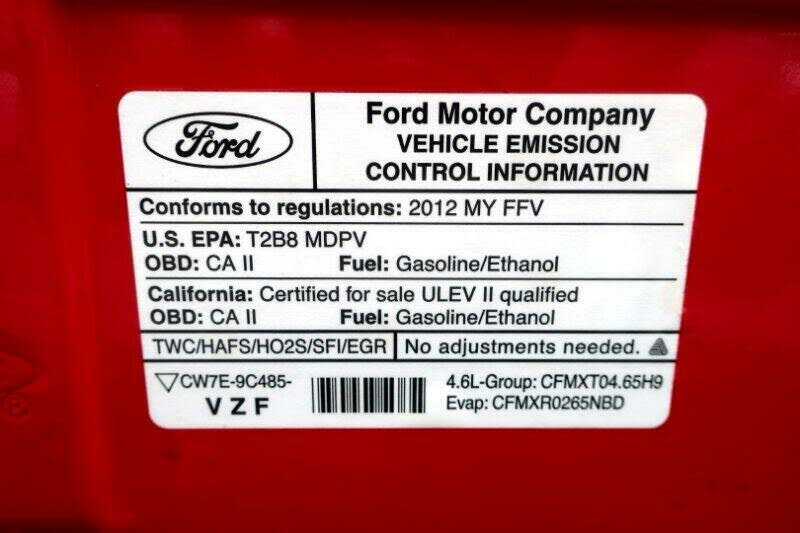 Ford
Ford Motor Company
VEHICLE EMISSION
CONTROL INFORMATION
Conforms to regulations: 2012 MY FFV
U.S. EPA: T2B8 MDPV
OBD: CA II Fuel: Gasoline/Ethanol
California: Certified for sale ULEV II qualified
OBD: CA II Fuel: Gasoline/Ethanol
TWC/HAFS/HO2S/SFI/EGR No adjustments needed.
CW7E-9C485-
VZF
4.6L-Group: CFMXT04.65H9
Evap: CFMXR0265NBD